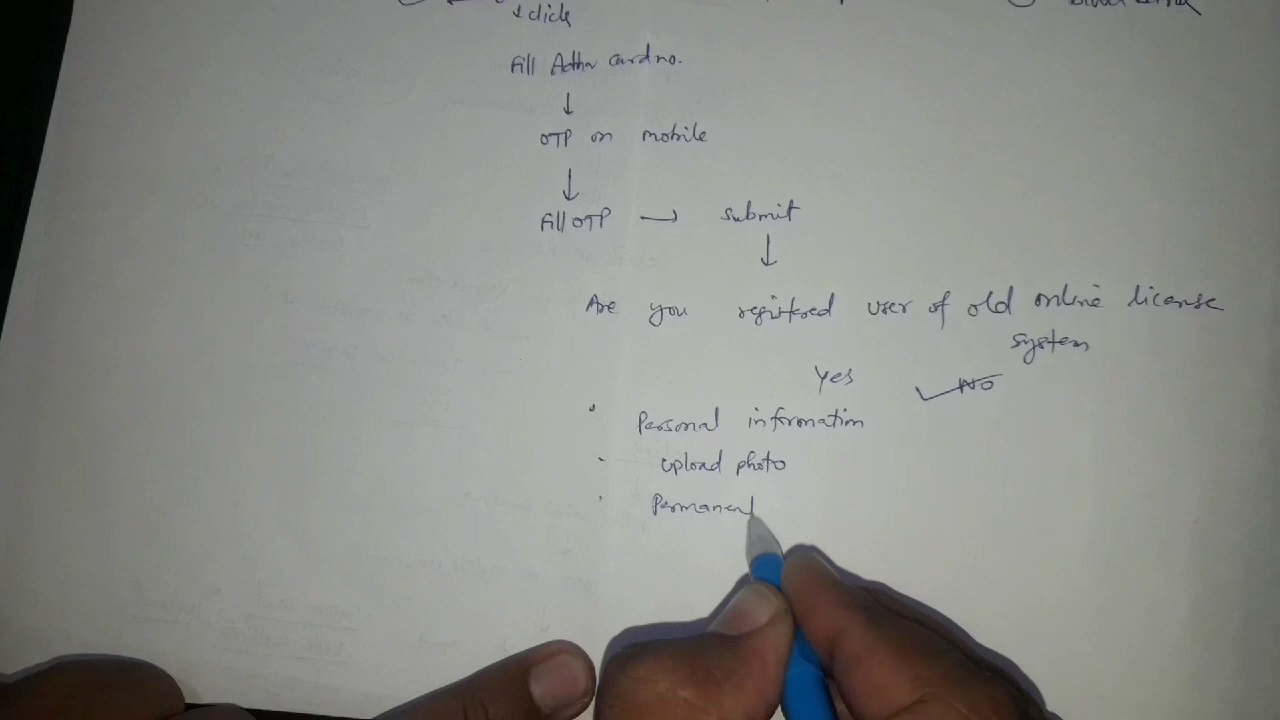 ↓ click
Fill Adhar card no.
↓
OTP on mobile
↓
Fill OTP → submit
↓
Are you registered user of old online license
system
Yes ✓ No
• Personal information
• upload photo
• Permanent